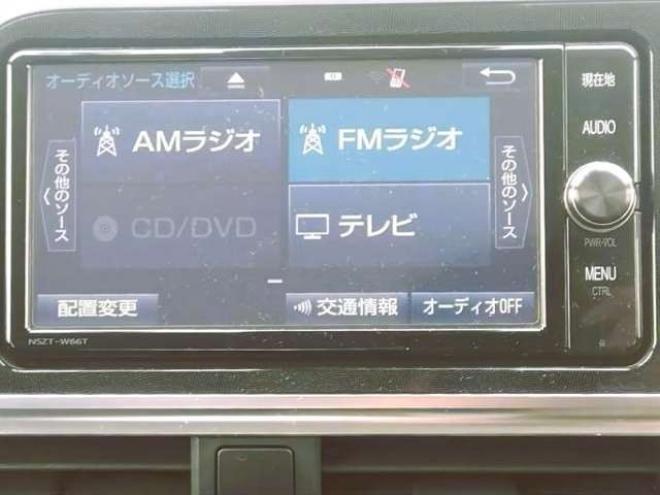 オーディオソース選択
現在地
AMラジオ
FMラジオ
AUDIO
その他のソース
その他のソース
CD/DVD
テレビ
PWR・VOL
MENU
CTRL
配置変更
交通情報
オーディオOFF
NSZT-W66T